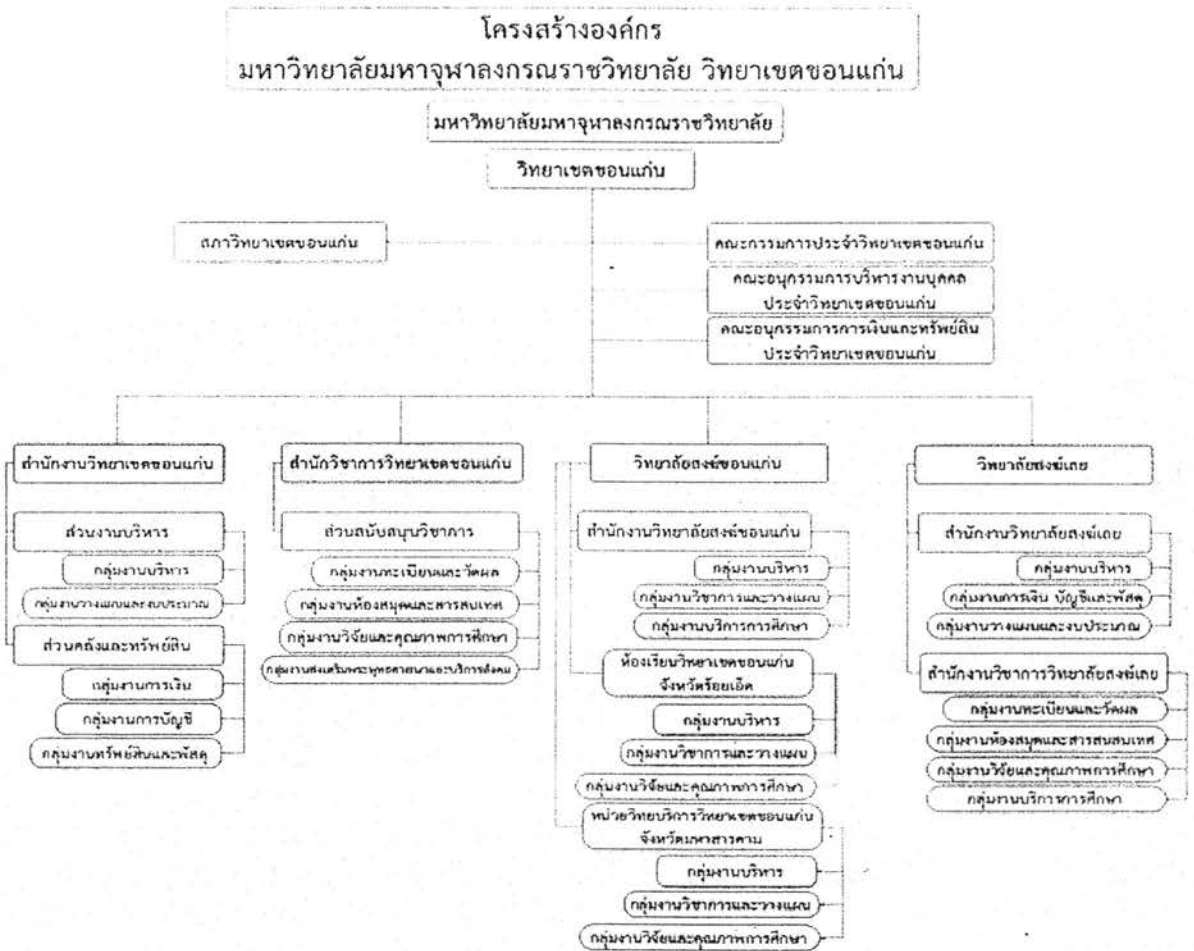 โครงสร้างองค์กร
มหาวิทยาลัยมหาจุฬาลงกรณราชวิทยาลัย วิทยาเขตขอนแก่น
มหาวิทยาลัยมหาจุฬาลงกรณราชวิทยาลัย
วิทยาเขตขอนแก่น
สภาวิทยาเขตขอนแก่น
คณะกรรมการประจำวิทยาเขตขอนแก่น
คณะอนุกรรมการบริหารงานบุคคล
ประจำวิทยาเขตขอนแก่น
คณะอนุกรรมการการเงินและทรัพย์สิน
ประจำวิทยาเขตขอนแก่น
สำนักงานวิทยาเขตขอนแก่น
ส่วนงานบริหาร
กลุ่มงานบริหาร
กลุ่มงานวางแผนและงบประมาณ
ส่วนคลังและทรัพย์สิน
กลุ่มงานการเงิน
กลุ่มงานการบัญชี
กลุ่มงานทรัพย์สินและพัสดุ
สำนักวิชาการวิทยาเขตขอนแก่น
ส่วนสนับสนุนวิชาการ
กลุ่มงานทะเบียนและวัดผล
กลุ่มงานห้องสมุดและสารสนเทศ
กลุ่มงานวิจัยและคุณภาพการศึกษา
กลุ่มงานส่งเสริมพระพุทธศาสนาและบริการสังคม
วิทยาลัยสงฆ์ขอนแก่น
สำนักงานวิทยาลัยสงฆ์ขอนแก่น
กลุ่มงานบริหาร
กลุ่มงานวิชาการและวางแผน
กลุ่มงานบริการการศึกษา
ห้องเรียนวิทยาเขตขอนแก่น
จังหวัดร้อยเอ็ด
กลุ่มงานบริหาร
กลุ่มงานวิชาการและวางแผน
กลุ่มงานวิจัยและคุณภาพการศึกษา
หน่วยวิทยบริการวิทยาเขตขอนแก่น
จังหวัดมหาสารคาม
กลุ่มงานบริหาร
กลุ่มงานวิชาการและวางแผน
กลุ่มงานวิจัยและคุณภาพการศึกษา
วิทยาลัยสงฆ์เลย
สำนักงานวิทยาลัยสงฆ์เลย
กลุ่มงานบริหาร
กลุ่มงานการเงิน บัญชีและพัสดุ
กลุ่มงานวางแผนและงบประมาณ
สำนักงานวิชาการวิทยาลัยสงฆ์เลย
กลุ่มงานทะเบียนและวัดผล
กลุ่มงานห้องสมุดและสารสนสนเทศ
กลุ่มงานวิจัยและคุณภาพการศึกษา
กลุ่มงานบริการการศึกษา